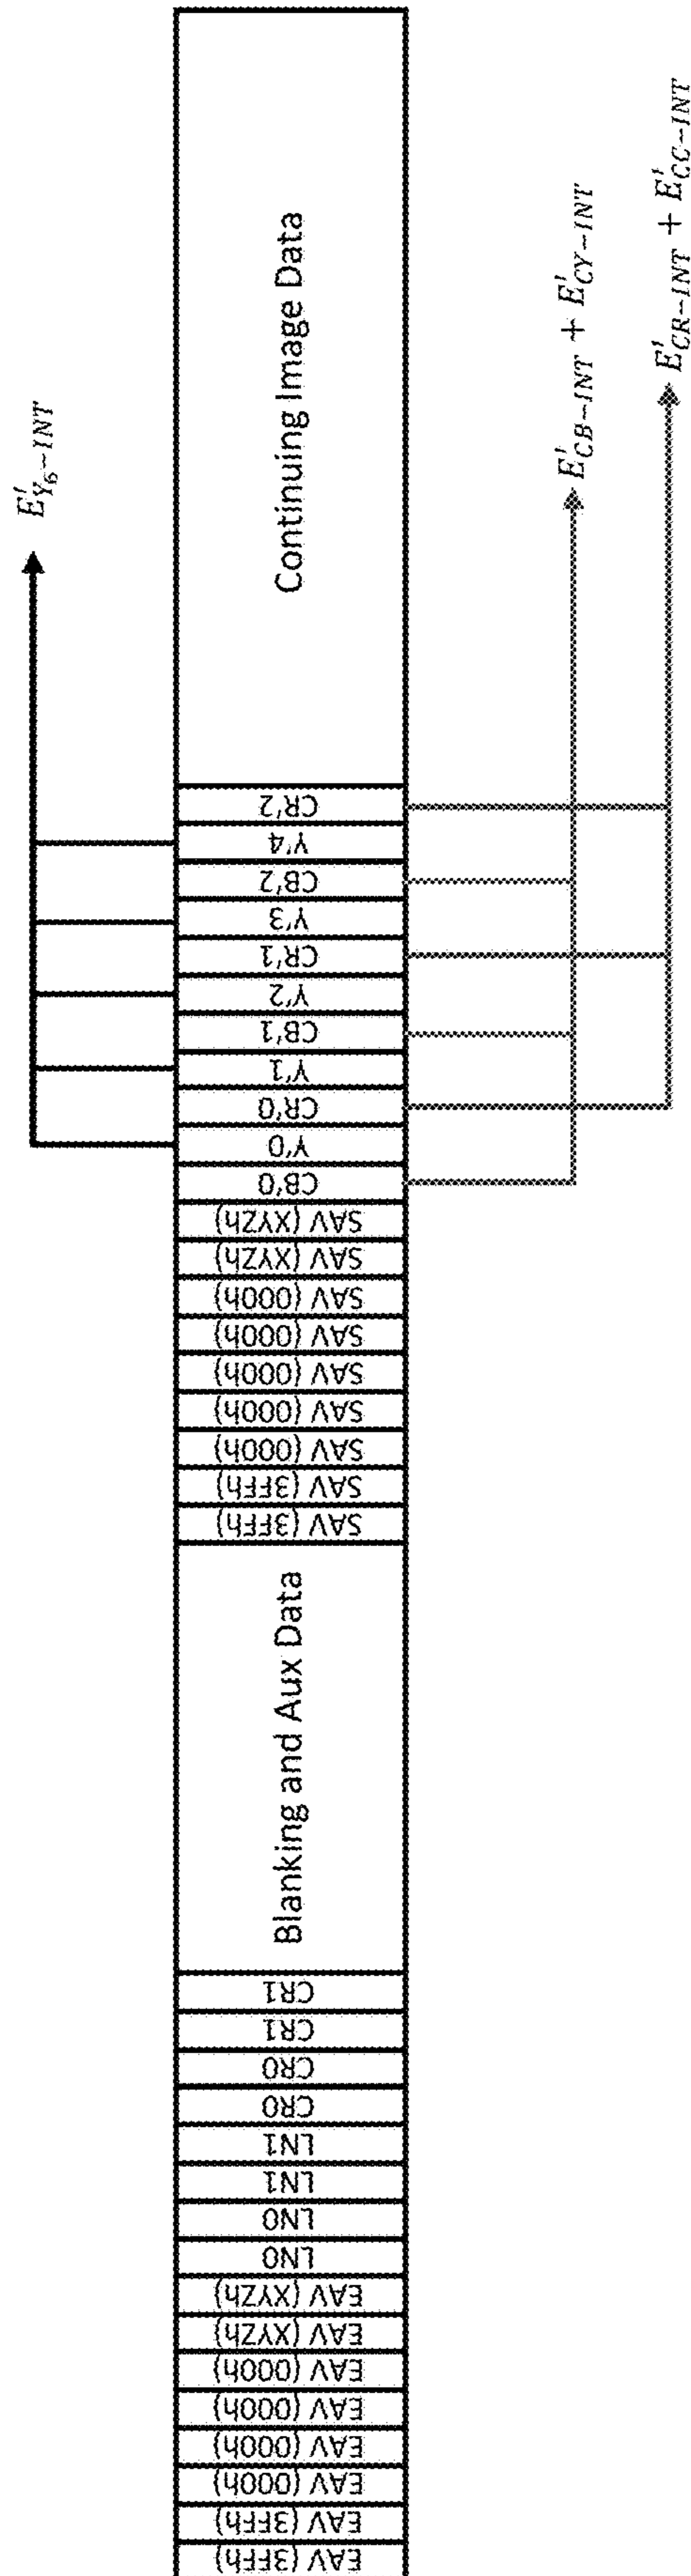 EAV (3FFh)
EAV (3FFh)
EAV (000h)
EAV (000h)
EAV (000h)
EAV (000h)
EAV (XYZh)
EAV (XYZh)
LN0
LN0
LN1
LN1
CR0
CR0
CR1
CR1
Blanking and Aux Data
SAV (3FFh)
SAV (3FFh)
SAV (000h)
SAV (000h)
SAV (000h)
SAV (000h)
SAV (000h)
SAV (XYZh)
SAV (XYZh)
CB'0
Y'0
CR'0
Y'1
CB'1
Y'2
CR'1
Y'3
CB'2
Y'4
CR'2
Continuing Image Data
E'Y6-INT
E'CB-INT + E'CY-INT
E'CR-INT + E'CC-INT